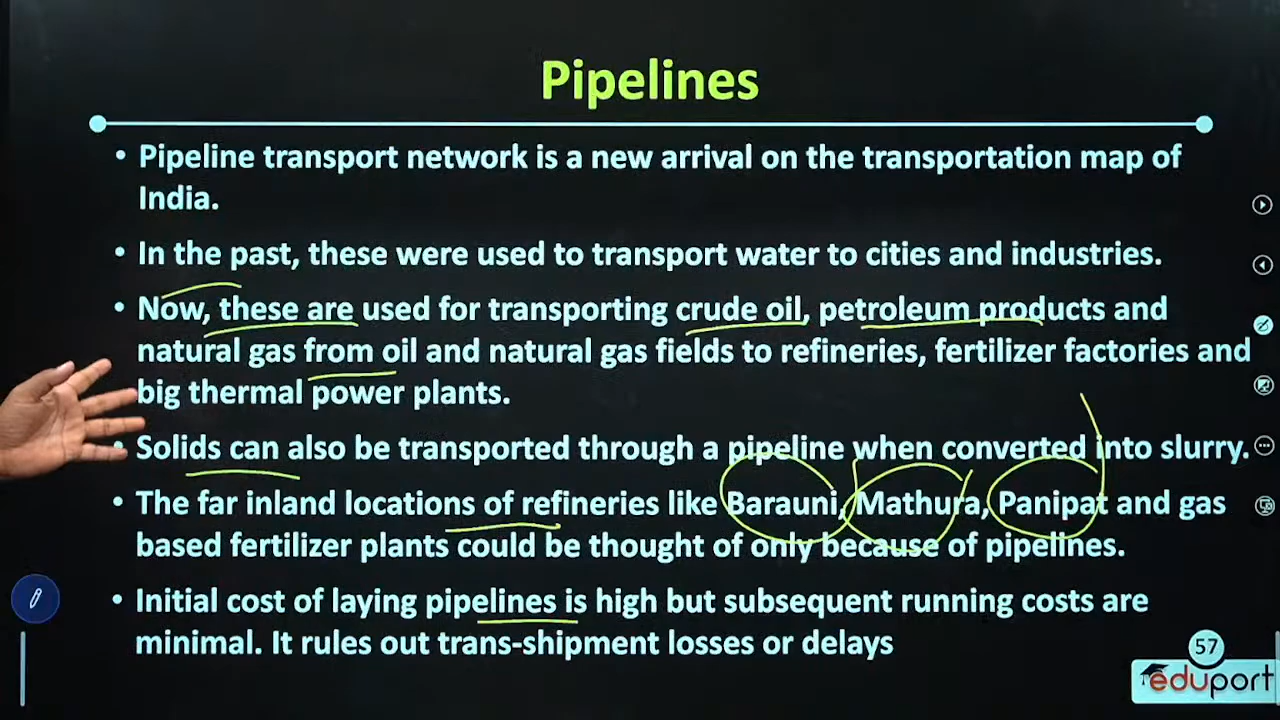 Pipelines
• Pipeline transport network is a new arrival on the transportation map of
India.
• In the past, these were used to transport water to cities and industries.
• Now, these are used for transporting crude oil, petroleum products and
natural gas from oil and natural gas fields to refineries, fertilizer factories and
big thermal power plants.
• Solids can also be transported through a pipeline when converted into slurry.
• The far inland locations of refineries like Barauni, Mathura, Panipat and gas
based fertilizer plants could be thought of only because of pipelines.
• Initial cost of laying pipelines is high but subsequent running costs are
minimal. It rules out trans-shipment losses or delays
57
eduport